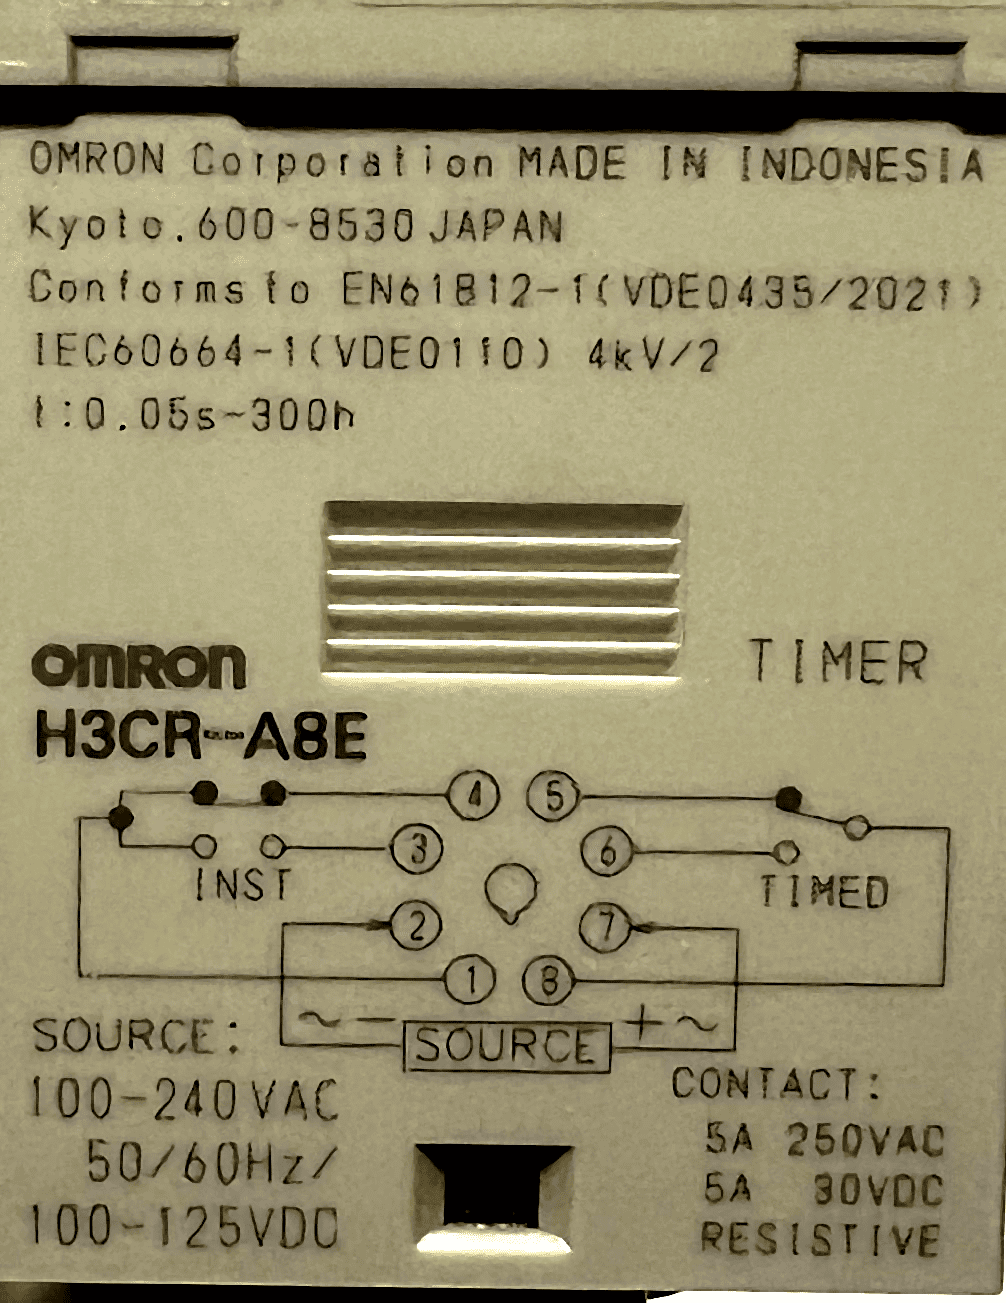 OMRON Corporation MADE IN INDONESIA
Kyoto.600-8530 JAPAN
Conforms to EN61812-1(VDE0435/2021)
IEC60664-1(VDE0110) 4kV/2
t:0.05s~300h
omron
TIMER
H3CR-A8E
4 5
3 6
INST
TIMED
2 7
1 8
~ − + ~
SOURCE
SOURCE:
100-240VAC
50/60Hz/
100-125VDC
CONTACT:
5A 250VAC
5A 30VDC
RESISTIVE